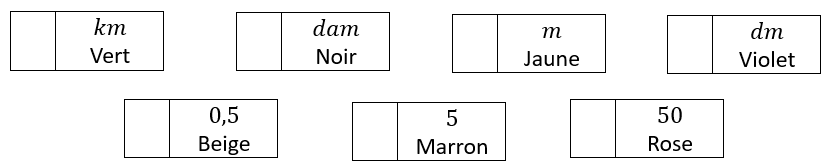 km
Vert
dam
Noir
m
Jaune
dm
Violet
0,5
Beige
5
Marron
50
Rose